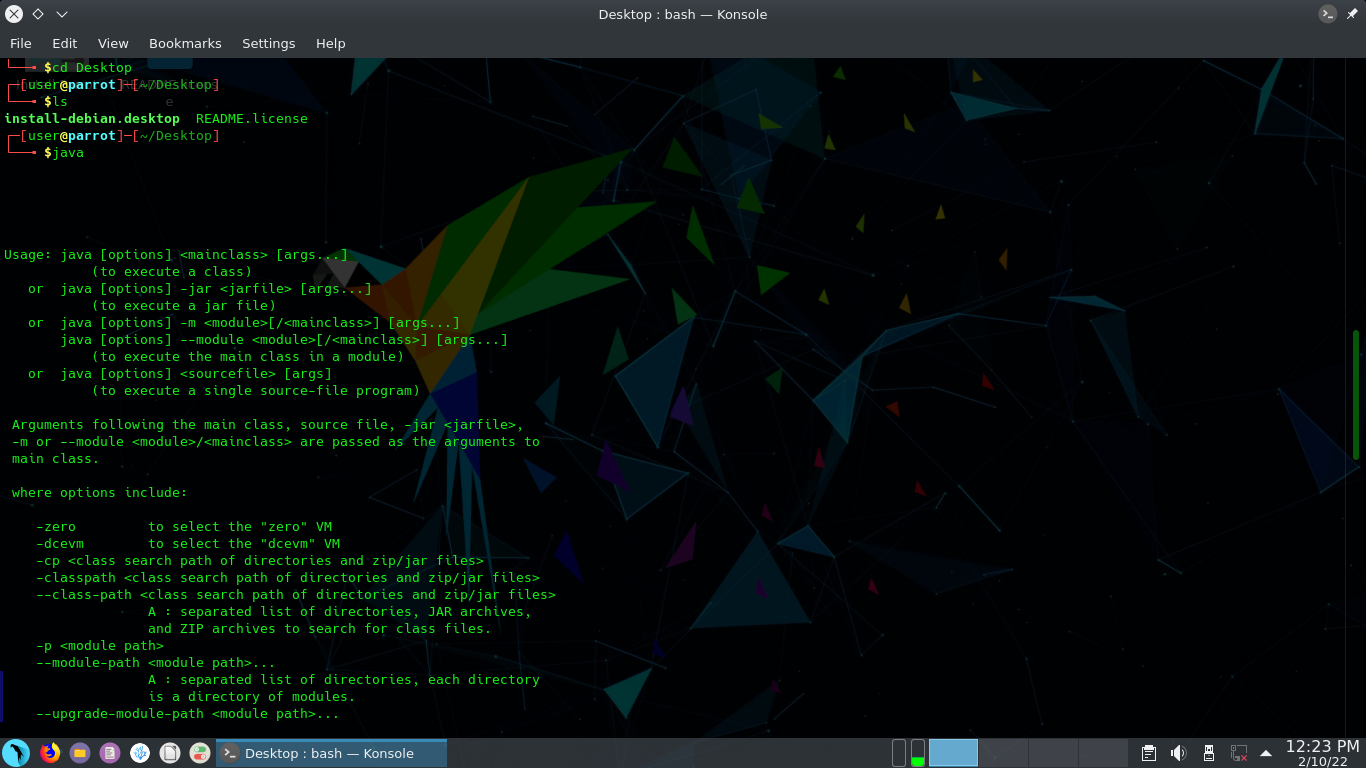 Desktop : bash — Konsole
File Edit View Bookmarks Settings Help
$cd Desktop
[user@parrot]─[~/Desktop]
$ls
install-debian.desktop  README.license
[user@parrot]─[~/Desktop]
$java
Usage: java [options] <mainclass> [args...]
           (to execute a class)
   or  java [options] -jar <jarfile> [args...]
           (to execute a jar file)
   or  java [options] -m <module>[/<mainclass>] [args...]
       java [options] --module <module>[/<mainclass>] [args...]
           (to execute the main class in a module)
   or  java [options] <sourcefile> [args]
           (to execute a single source-file program)
 Arguments following the main class, source file, -jar <jarfile>,
 -m or --module <module>/<mainclass> are passed as the arguments to
 main class.
 where options include:
    -zero         to select the "zero" VM
    -dcevm        to select the "dcevm" VM
    -cp <class search path of directories and zip/jar files>
    -classpath <class search path of directories and zip/jar files>
    --class-path <class search path of directories and zip/jar files>
                  A : separated list of directories, JAR archives,
                  and ZIP archives to search for class files.
    -p <module path>
    --module-path <module path>...
                  A : separated list of directories, each directory
                  is a directory of modules.
    --upgrade-module-path <module path>...
Desktop : bash — Konsole
12:23 PM
2/10/22